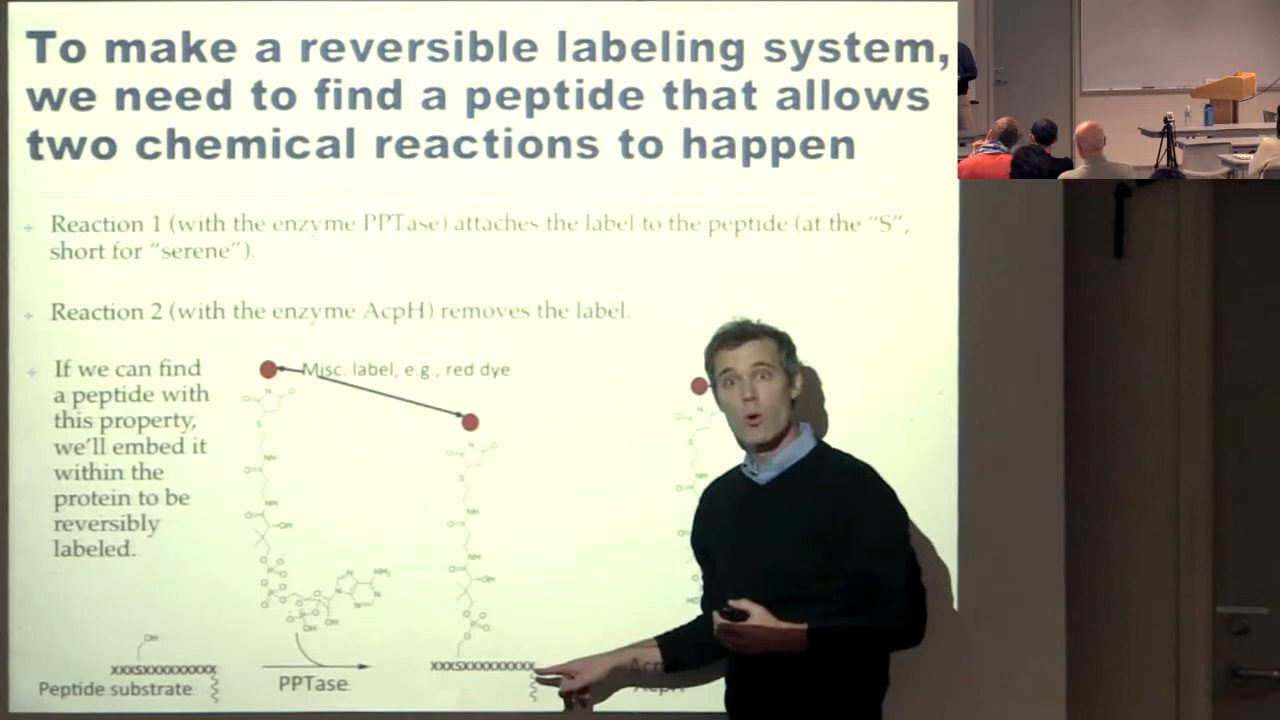 To make a reversible labeling system,
we need to find a peptide that allows
two chemical reactions to happen
Reaction 1 (with the enzyme PPTase) attaches the label to the peptide (at the “S”,
short for “serene”).
Reaction 2 (with the enzyme AcpH) removes the label.
If we can find
a peptide with
this property,
we’ll embed it
within the
protein to be
reversibly
labeled.
Misc. label, e.g., red dye
XXXSXXXXXXXXX
Peptide substrate
PPTase
XXXSXXXXXXXXX
AcpH